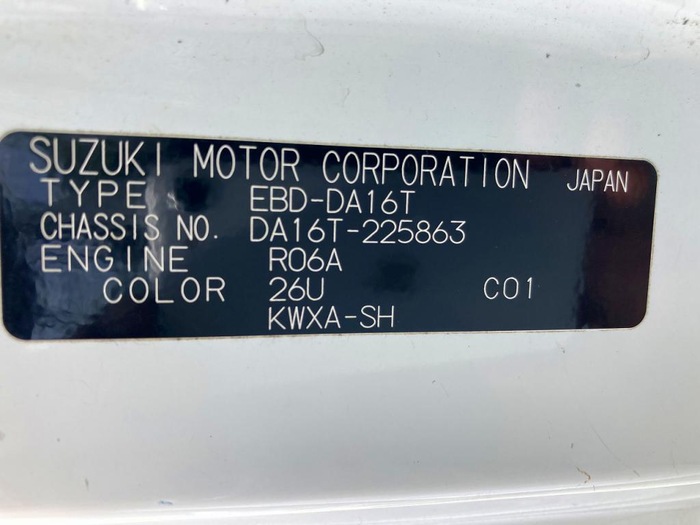 SUZUKI MOTOR CORPORATION JAPAN
TYPE EBD-DA16T
CHASSIS NO. DA16T-225863
ENGINE R06A
COLOR 26U C01
KWXA-SH